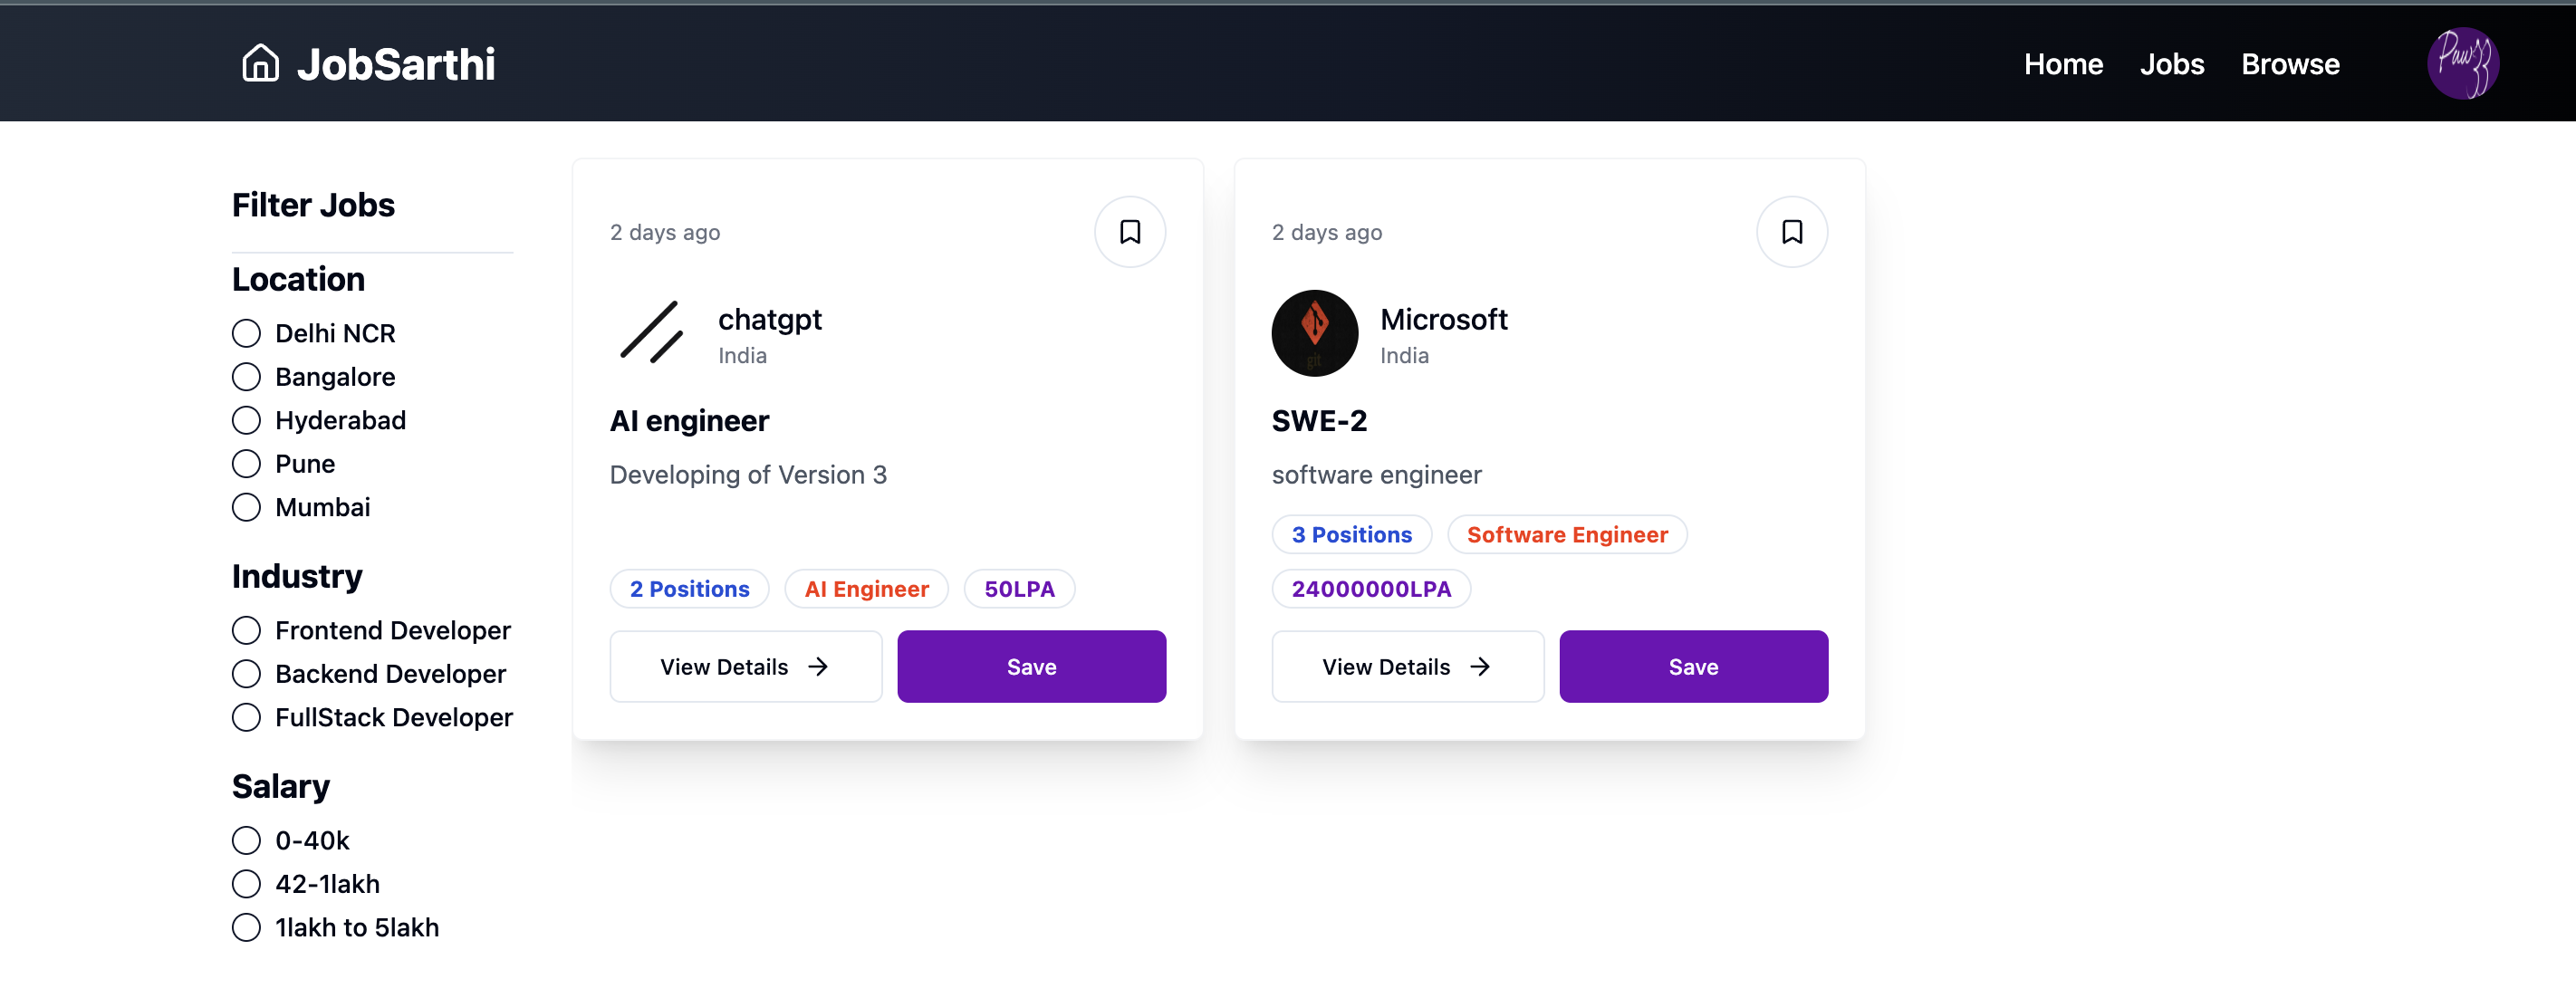 JobSarthi
Home Jobs Browse
Pawzz
Filter Jobs
Location
Delhi NCR
Bangalore
Hyderabad
Pune
Mumbai
Industry
Frontend Developer
Backend Developer
FullStack Developer
Salary
0-40k
42-1lakh
1lakh to 5lakh
2 days ago
chatgpt
India
AI engineer
Developing of Version 3
2 Positions AI Engineer 50LPA
View Details → Save
2 days ago
git
Microsoft
India
SWE-2
software engineer
3 Positions Software Engineer
24000000LPA
View Details → Save